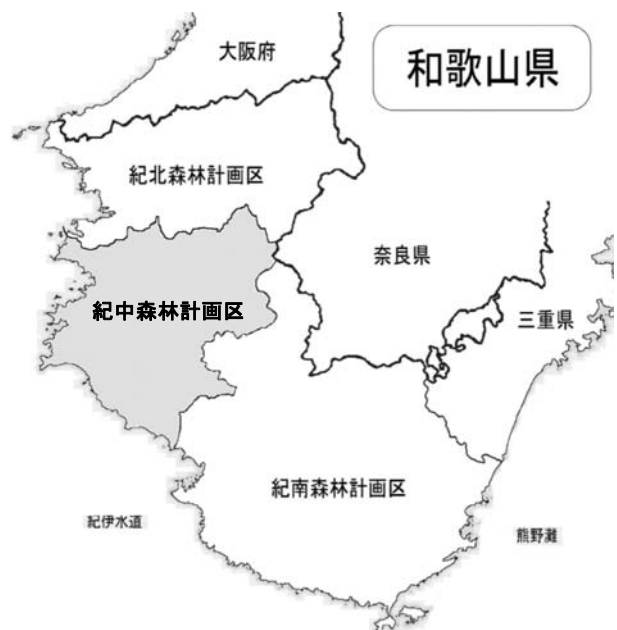 大阪府
和歌山県
紀北森林計画区
奈良県
紀中森林計画区
三重県
紀南森林計画区
紀伊水道
熊野灘